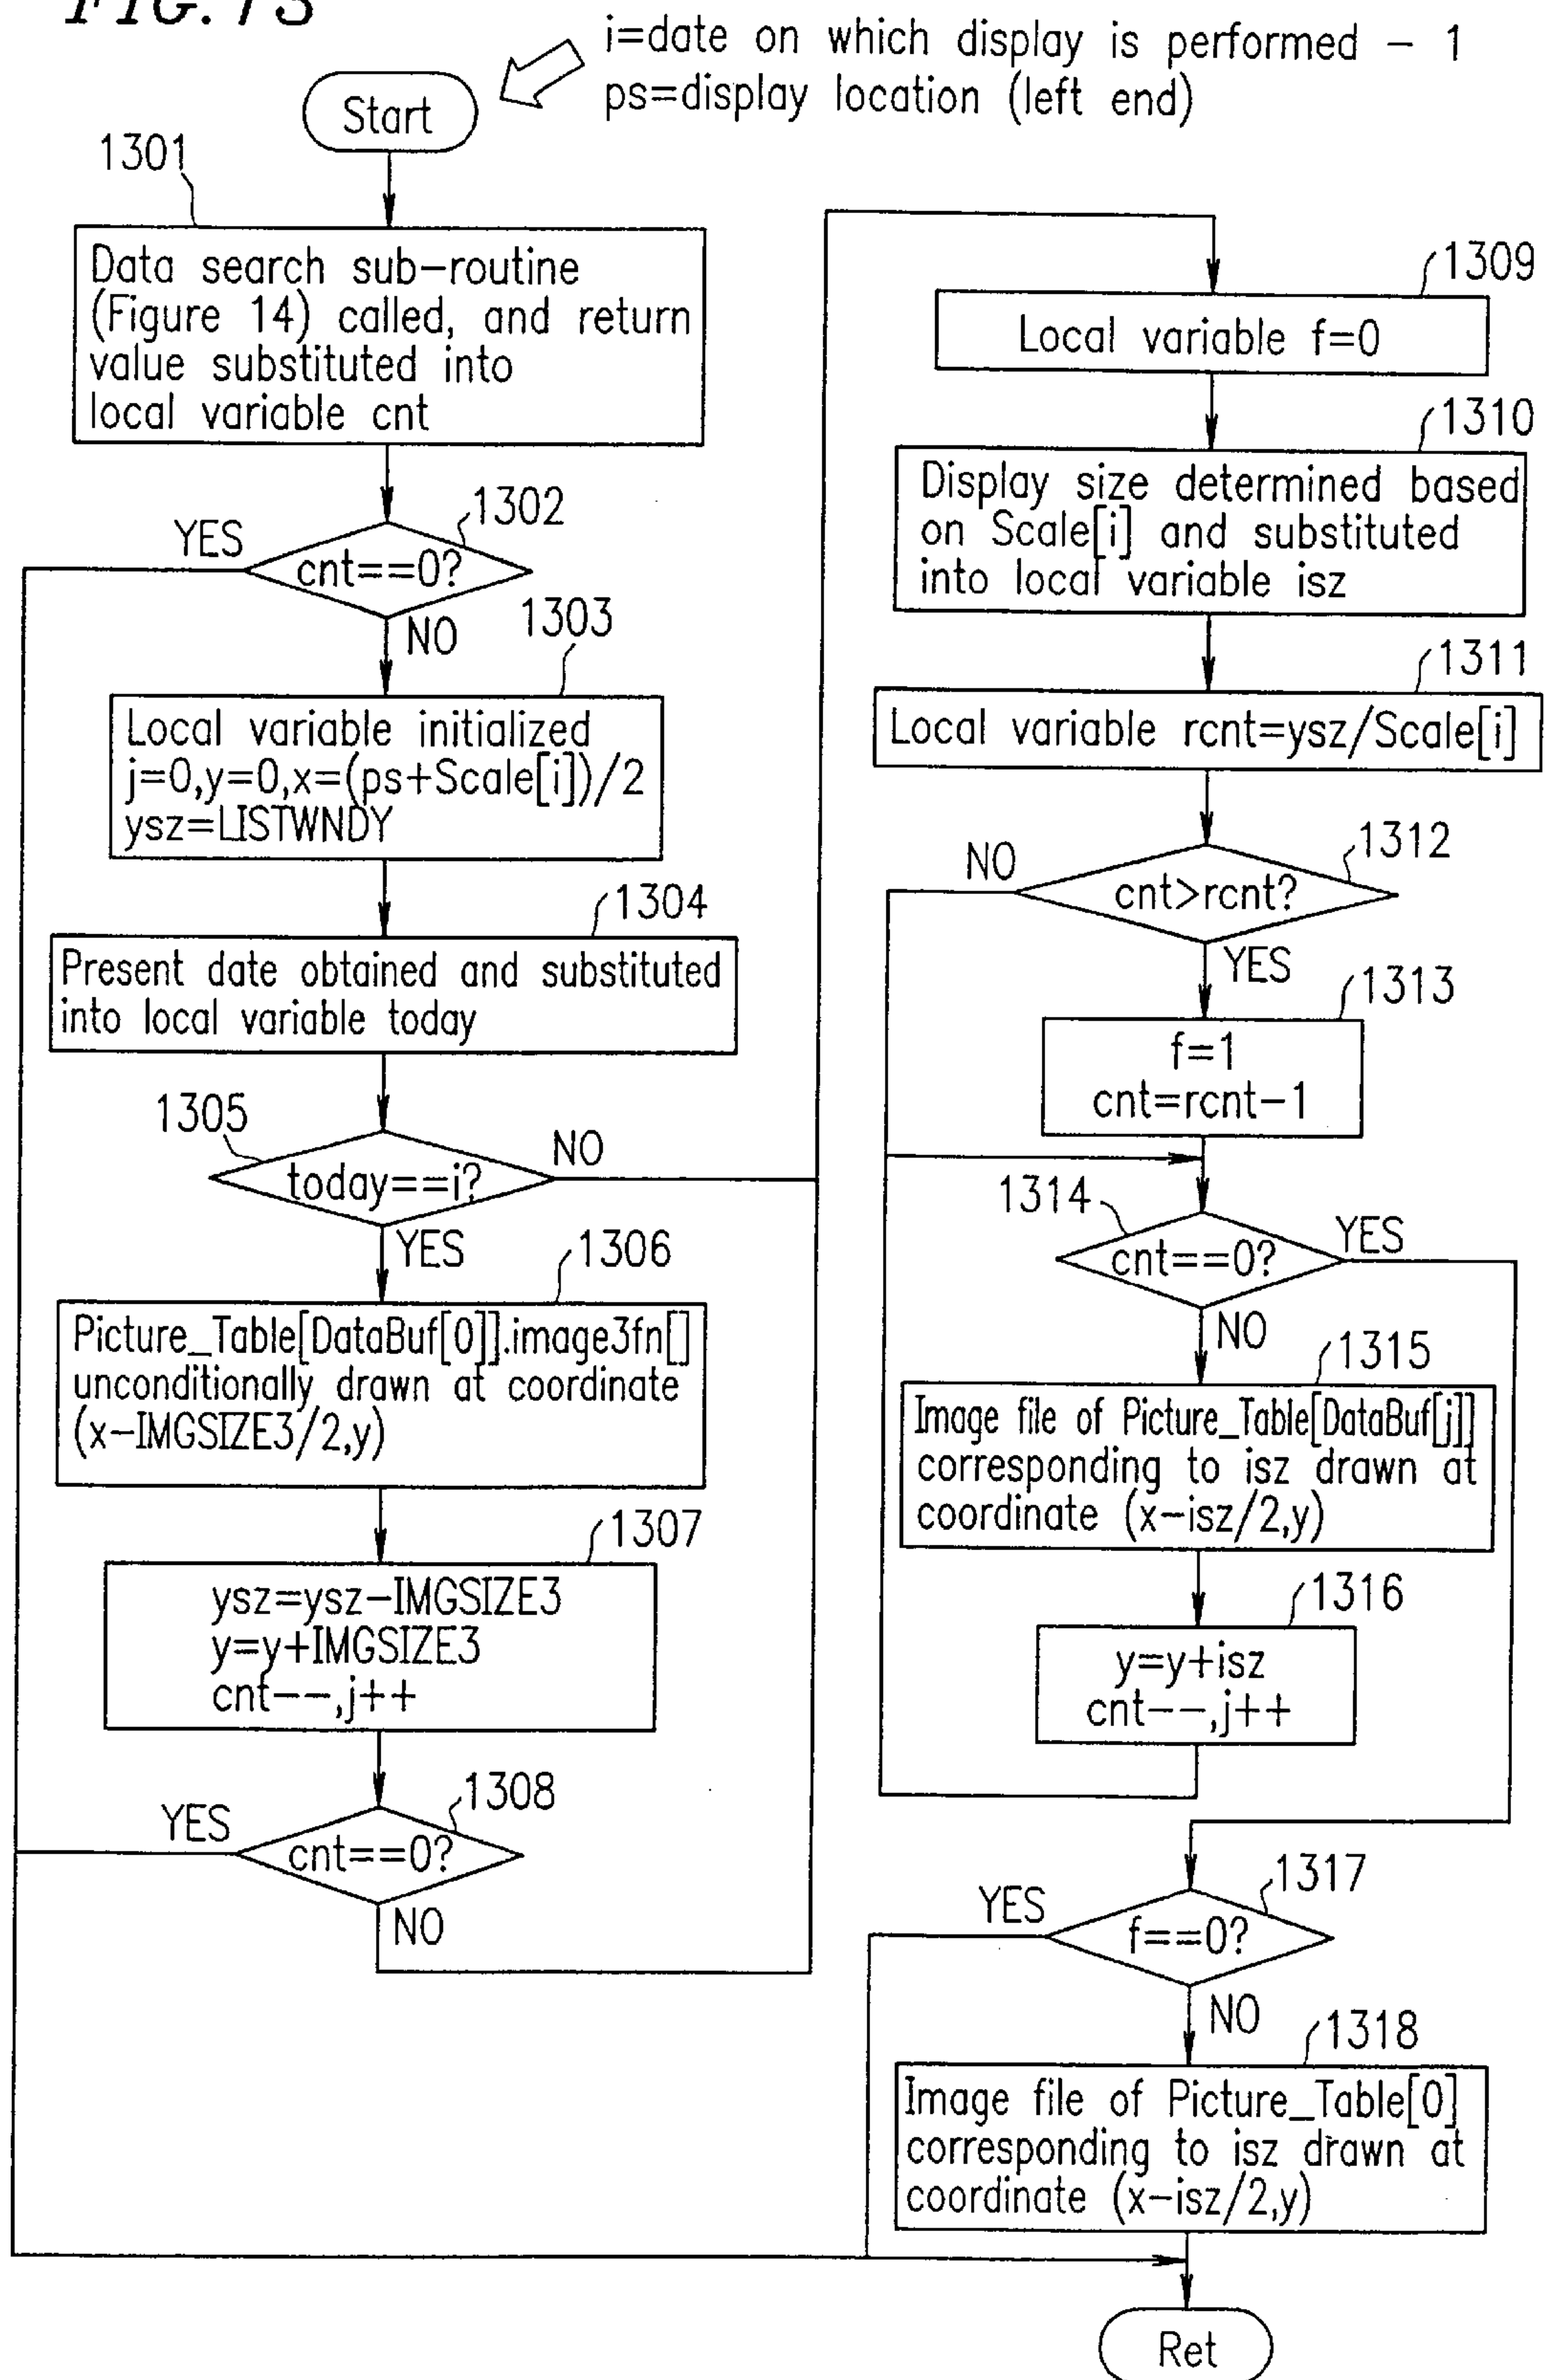 FIG. 13
i=date on which display is performed - 1
ps=display location (left end)
Start
1301
Data search sub-routine
(Figure 14) called, and return
value substituted into
local variable cnt
1302
YES
cnt==0?
NO
1303
Local variable initialized
j=0,y=0,x=(ps+Scale[i])/2
ysz=LISTWNDY
1304
Present date obtained and substituted
into local variable today
1305
today==i?
NO
YES
1306
Picture_Table[DataBuf[0]].image3fn[]
unconditionally drawn at coordinate
(x-IMGSIZE3/2,y)
1307
ysz=ysz-IMGSIZE3
y=y+IMGSIZE3
cnt--,j++
1308
YES
cnt==0?
NO
1309
Local variable f=0
1310
Display size determined based
on Scale[i] and substituted
into local variable isz
1311
Local variable rcnt=ysz/Scale[i]
1312
NO
cnt>rcnt?
YES
1313
f=1
cnt=rcnt-1
1314
cnt==0?
YES
NO
1315
Image file of Picture_Table[DataBuf[j]]
corresponding to isz drawn at
coordinate (x-isz/2,y)
1316
y=y+isz
cnt--,j++
1317
YES
f==0?
NO
1318
Image file of Picture_Table[0]
corresponding to isz drawn at
coordinate (x-isz/2,y)
Ret